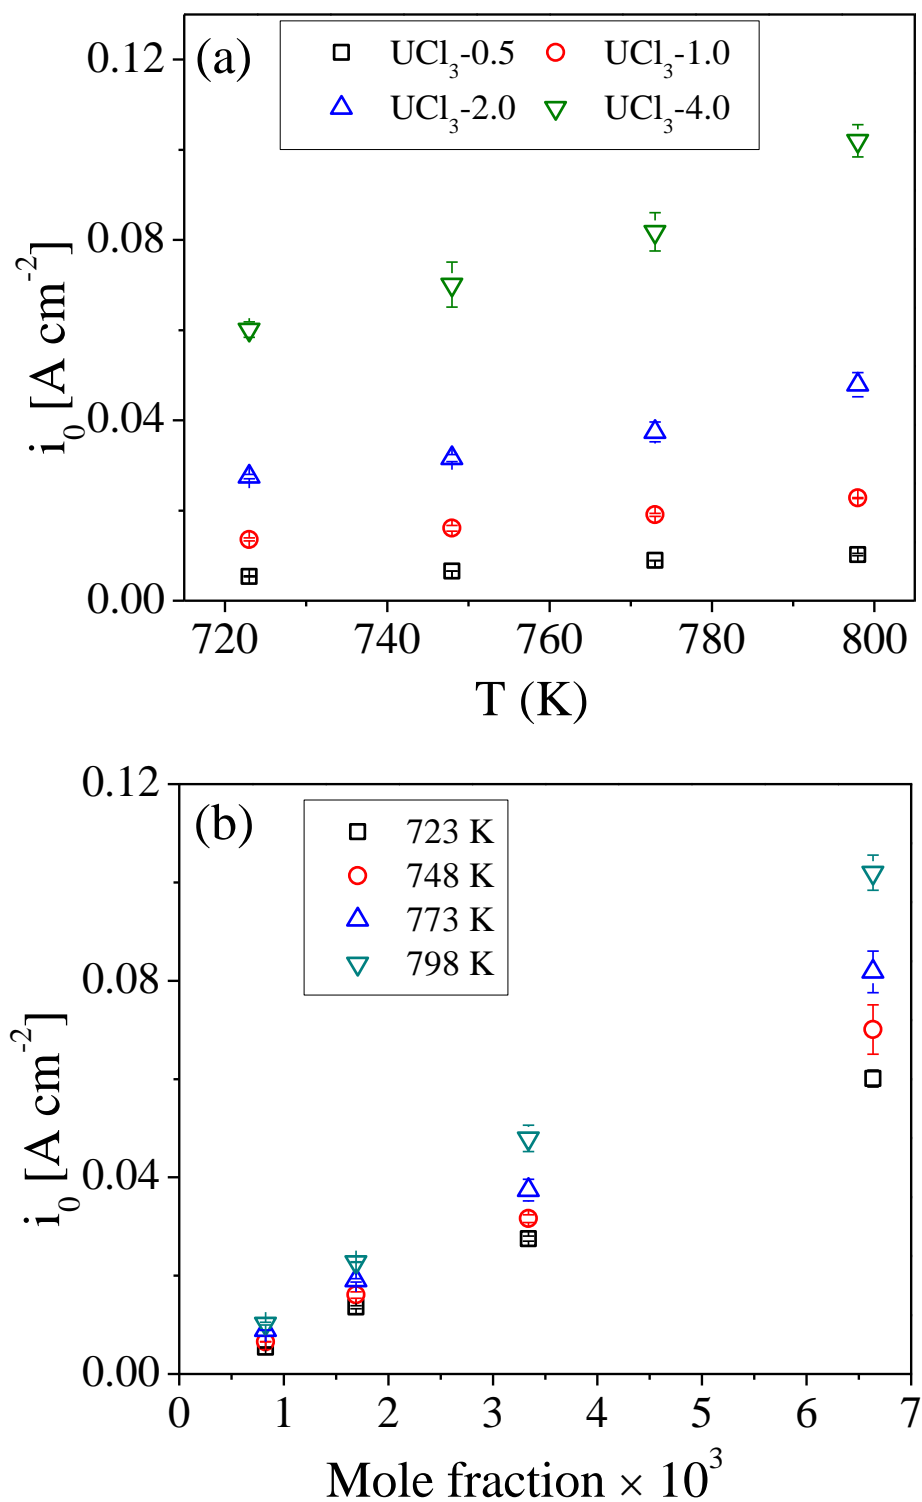 (a)
UCl3-0.5 UCl3-1.0
UCl3-2.0 UCl3-4.0
0.12
0.08
0.04
0.00
i0 [A cm-2]
720 740 760 780 800
T (K)
(b)
723 K
748 K
773 K
798 K
0.12
0.08
0.04
0.00
i0 [A cm-2]
0 1 2 3 4 5 6 7
Mole fraction × 103